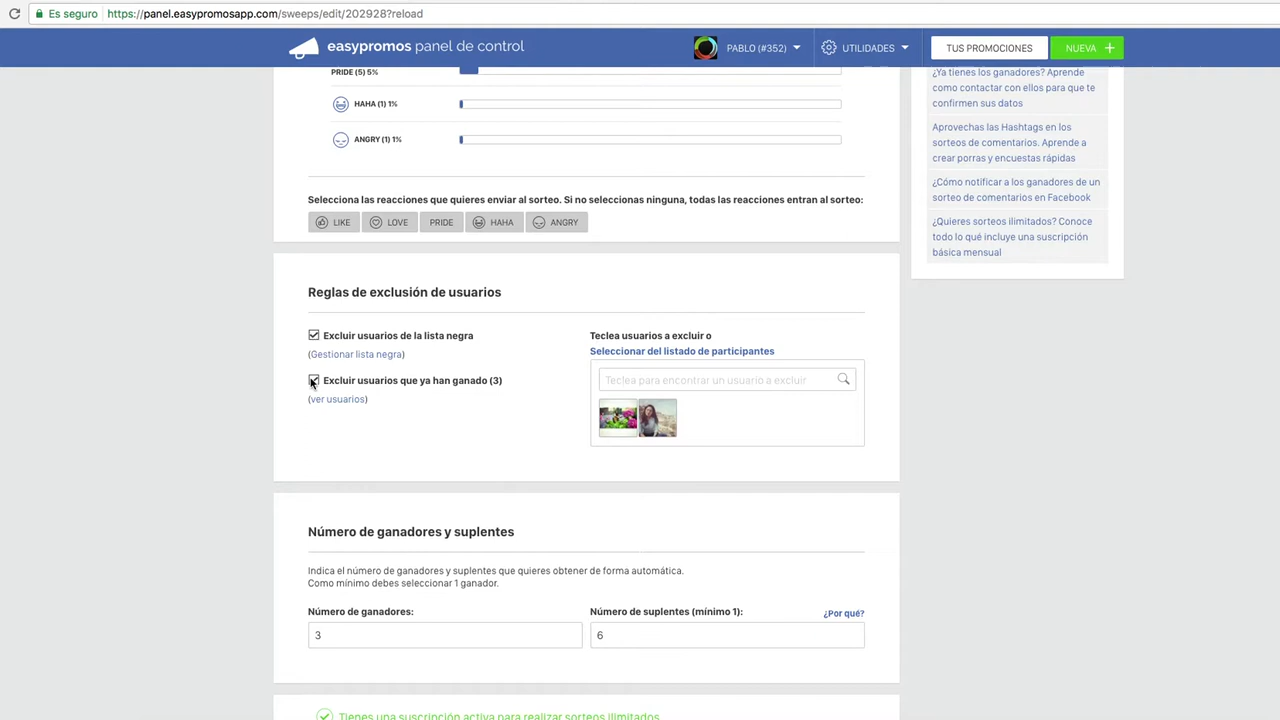 Es seguro https://panel.easypromosapp.com/sweeps/edit/202928?reload
easypromos panel de control
PABLO (#352)
UTILIDADES
TUS PROMOCIONES
NUEVA +
PRIDE (5) 5%
HAHA (1) 1%
ANGRY (1) 1%
Selecciona las reacciones que quieres enviar al sorteo. Si no seleccionas ninguna, todas las reacciones entran al sorteo:
LIKE LOVE PRIDE HAHA ANGRY
¿Ya tienes los ganadores? Aprende
como contactar con ellos para que te
confirmen sus datos
Aprovechas las Hashtags en los
sorteos de comentarios. Aprende a
crear porras y encuestas rápidas
¿Cómo notificar a los ganadores de un
sorteo de comentarios en Facebook
¿Quieres sorteos ilimitados? Conoce
todo lo qué incluye una suscripción
básica mensual
Reglas de exclusión de usuarios
Excluir usuarios de la lista negra
(Gestionar lista negra)
Excluir usuarios que ya han ganado (3)
(ver usuarios)
Teclea usuarios a excluir o
Seleccionar del listado de participantes
Teclea para encontrar un usuario a excluir
Número de ganadores y suplentes
Indica el número de ganadores y suplentes que quieres obtener de forma automática.
Como mínimo debes seleccionar 1 ganador.
Número de ganadores:
3
Número de suplentes (mínimo 1):
¿Por qué?
6
Tienes una suscripción activa para realizar sorteos ilimitados